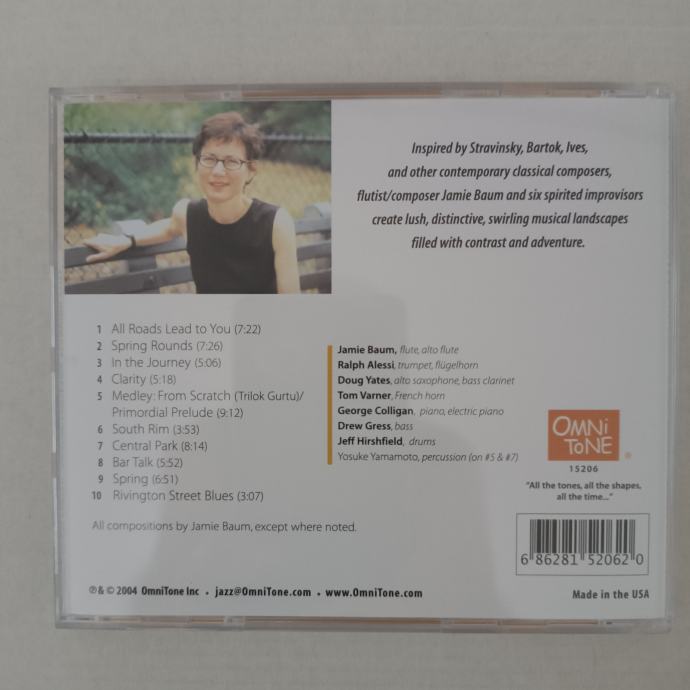 Inspired by Stravinsky, Bartok, Ives,
and other contemporary classical composers,
flutist/composer Jamie Baum and six spirited improvisors
create lush, distinctive, swirling musical landscapes
filled with contrast and adventure.
1 All Roads Lead to You (7:22)
2 Spring Rounds (7:26)
3 In the Journey (5:06)
4 Clarity (5:18)
5 Medley: From Scratch (Trilok Gurtu)/
Primordial Prelude (9:12)
6 South Rim (3:53)
7 Central Park (8:14)
8 Bar Talk (5:52)
9 Spring (6:51)
10 Rivington Street Blues (3:07)
All compositions by Jamie Baum, except where noted.
Jamie Baum, flute, alto flute
Ralph Alessi, trumpet, flügelhorn
Doug Yates, alto saxophone, bass clarinet
Tom Varner, French horn
George Colligan, piano, electric piano
Drew Gress, bass
Jeff Hirshfield, drums
Yosuke Yamamoto, percussion (on #5 & #7)
OMNI
TONE ®
15206
"All the tones, all the shapes,
all the time..."
6 86281 52062 0
℗ & © 2004 OmniTone Inc • jazz@OmniTone.com • www.OmniTone.com
Made in the USA